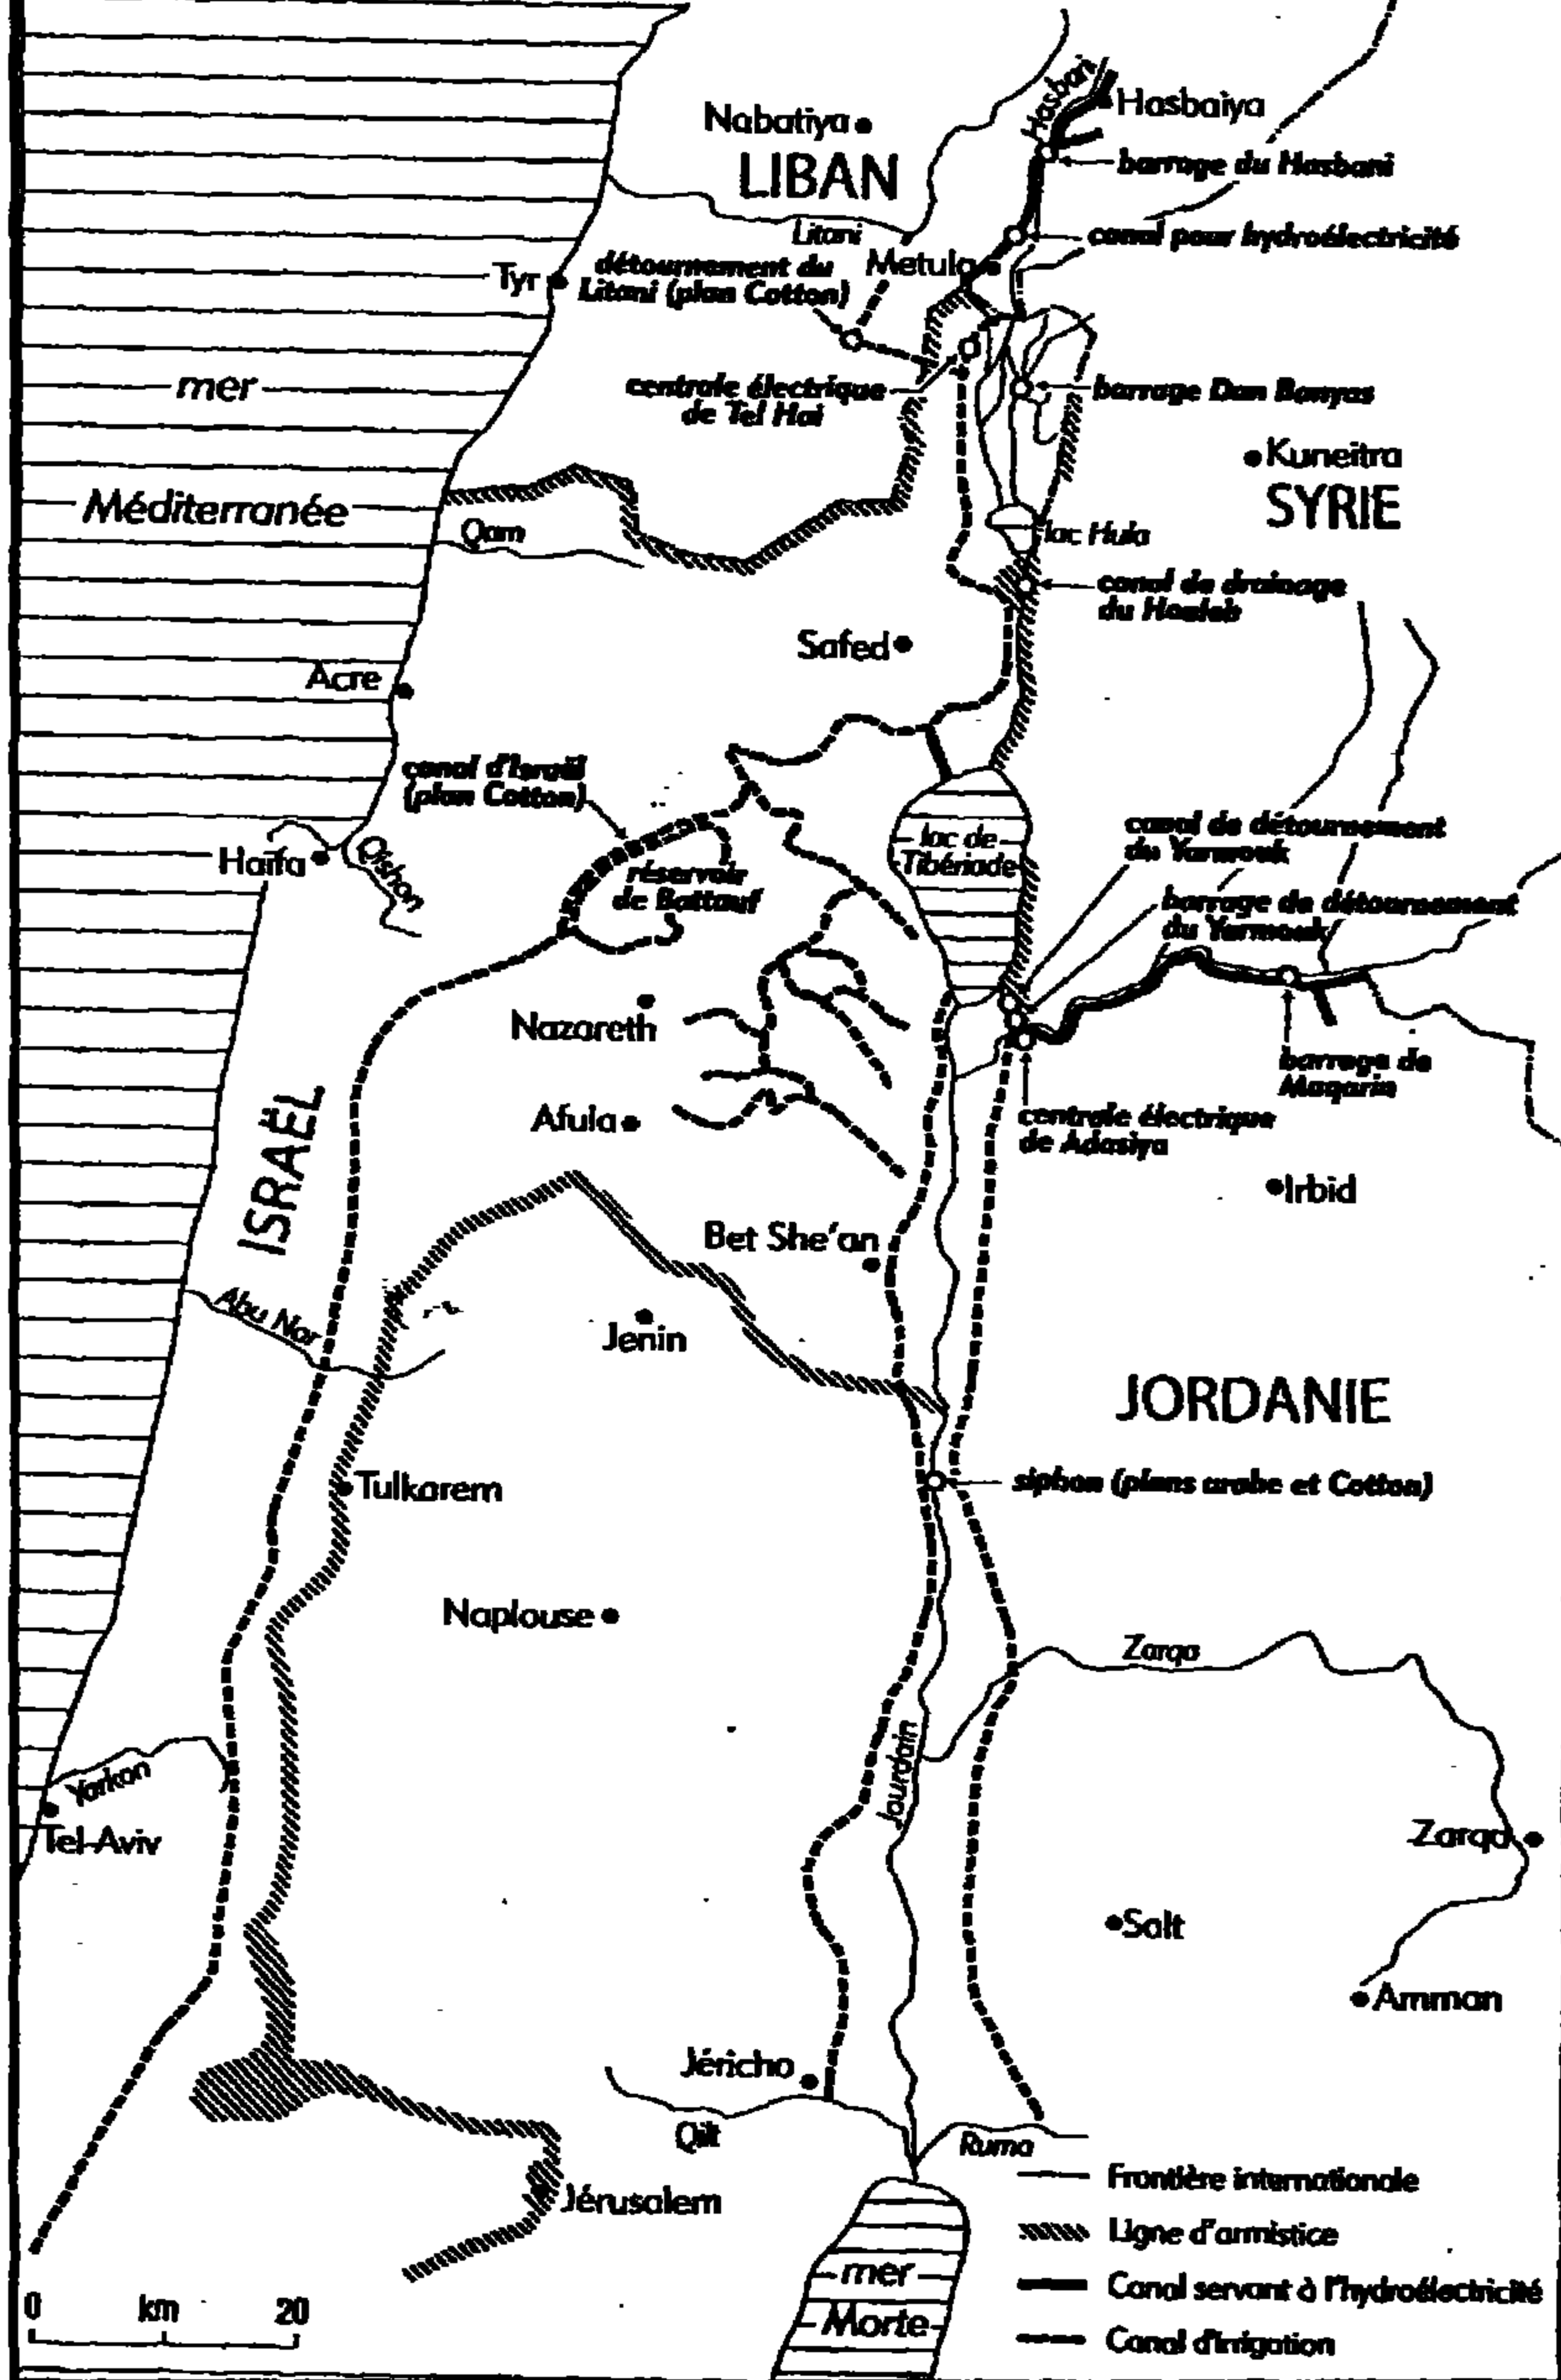 Hasbani
Hasbaiya
Nabatiya
LIBAN
barrage du Hasbani
Litani
canal pour hydroélectricité
Metula
détournement du
Litani (plan Cotton)
Tyr
mer
centrale électrique
de Tel Hai
barrage Dan Banyas
Kuneitra
SYRIE
Méditerranée
Qarn
lac Hula
canal de drainage
du Houleh
Safed
Acre
canal d'Israël
(plan Cotton)
lac de
Tibériade
canal de détournement
du Yarmouk
Haïfa
Qishon
réservoir
de Battauf
barrage de détournement
du Yarmouk
Nazareth
barrage de
Maqarin
Afula
centrale électrique
de Adasiya
ISRAËL
Irbid
Bet She'an
Abu Nar
Jenin
JORDANIE
Tulkarem
siphon (plans arabe et Cotton)
Naplouse
Zarqa
Jourdain
Yarkon
Tel-Aviv
Zarqa
Salt
Amman
Jéricho
Qilt
Ruma
Jérusalem
Frontière internationale
Ligne d'armistice
mer
Morte
Canal servant à l'hydroélectricité
Canal d'irrigation
0 km 20